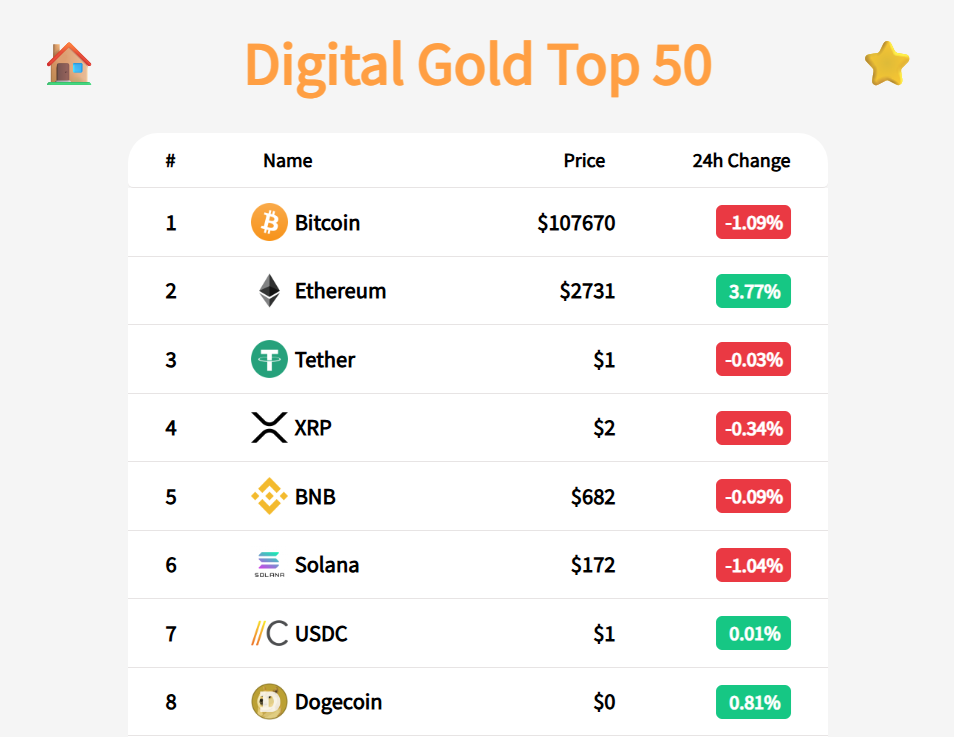 Digital Gold Top 50
# Name Price 24h Change
1 Bitcoin $107670 -1.09%
2 Ethereum $2731 3.77%
3 Tether $1 -0.03%
4 XRP $2 -0.34%
5 BNB $682 -0.09%
6 SOLANA Solana $172 -1.04%
7 USDC $1 0.01%
8 Dogecoin $0 0.81%